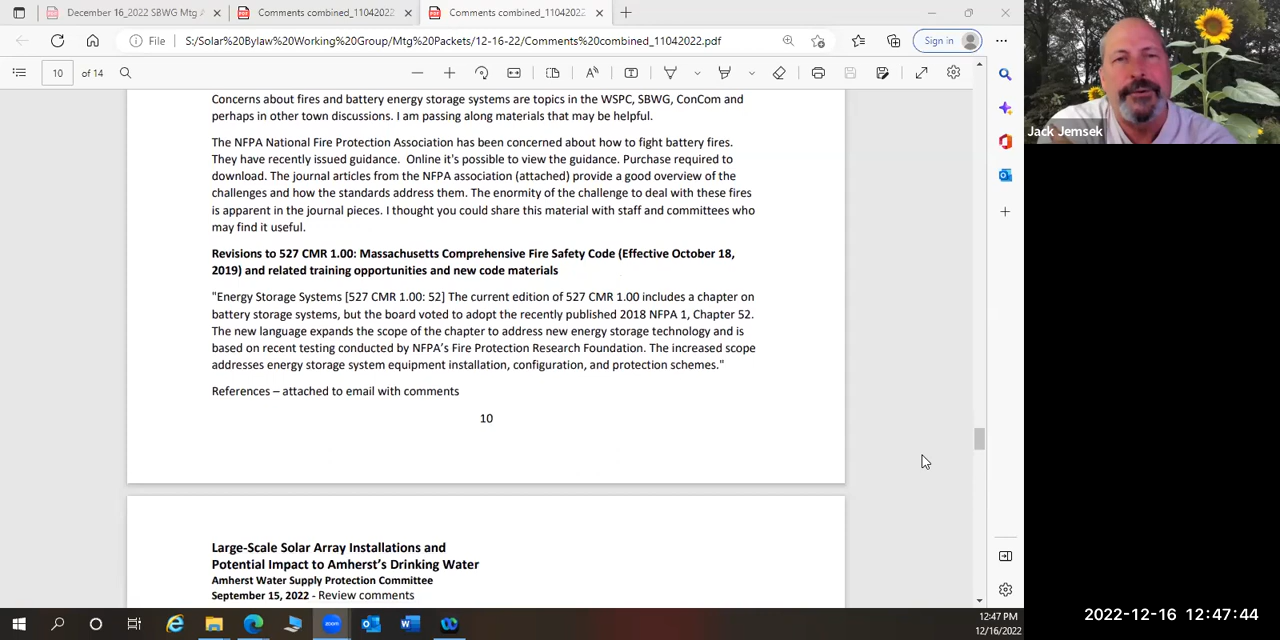 December 16_2022 SBWG Mtg A
Comments combined_11042022
Comments combined_11042022
File
S:/Solar%20Bylaw%20Working%20Group/Mtg%20Packets/12-16-22/Comments%20combined_11042022.pdf
Sign in
10 of 14
Concerns about fires and battery energy storage systems are topics in the WSPC, SBWG, ConCom and
perhaps in other town discussions. I am passing along materials that may be helpful.
The NFPA National Fire Protection Association has been concerned about how to fight battery fires.
They have recently issued guidance. Online it's possible to view the guidance. Purchase required to
download. The journal articles from the NFPA association (attached) provide a good overview of the
challenges and how the standards address them. The enormity of the challenge to deal with these fires
is apparent in the journal pieces. I thought you could share this material with staff and committees who
may find it useful.
Revisions to 527 CMR 1.00: Massachusetts Comprehensive Fire Safety Code (Effective October 18,
2019) and related training opportunities and new code materials
"Energy Storage Systems [527 CMR 1.00: 52] The current edition of 527 CMR 1.00 includes a chapter on
battery storage systems, but the board voted to adopt the recently published 2018 NFPA 1, Chapter 52.
The new language expands the scope of the chapter to address new energy storage technology and is
based on recent testing conducted by NFPA's Fire Protection Research Foundation. The increased scope
addresses energy storage system equipment installation, configuration, and protection schemes."
References – attached to email with comments
10
Large-Scale Solar Array Installations and
Potential Impact to Amherst's Drinking Water
Amherst Water Supply Protection Committee
September 15, 2022 - Review comments
Jack Jemsek
zoom
12:47 PM
12/16/2022
2022-12-16 12:47:44